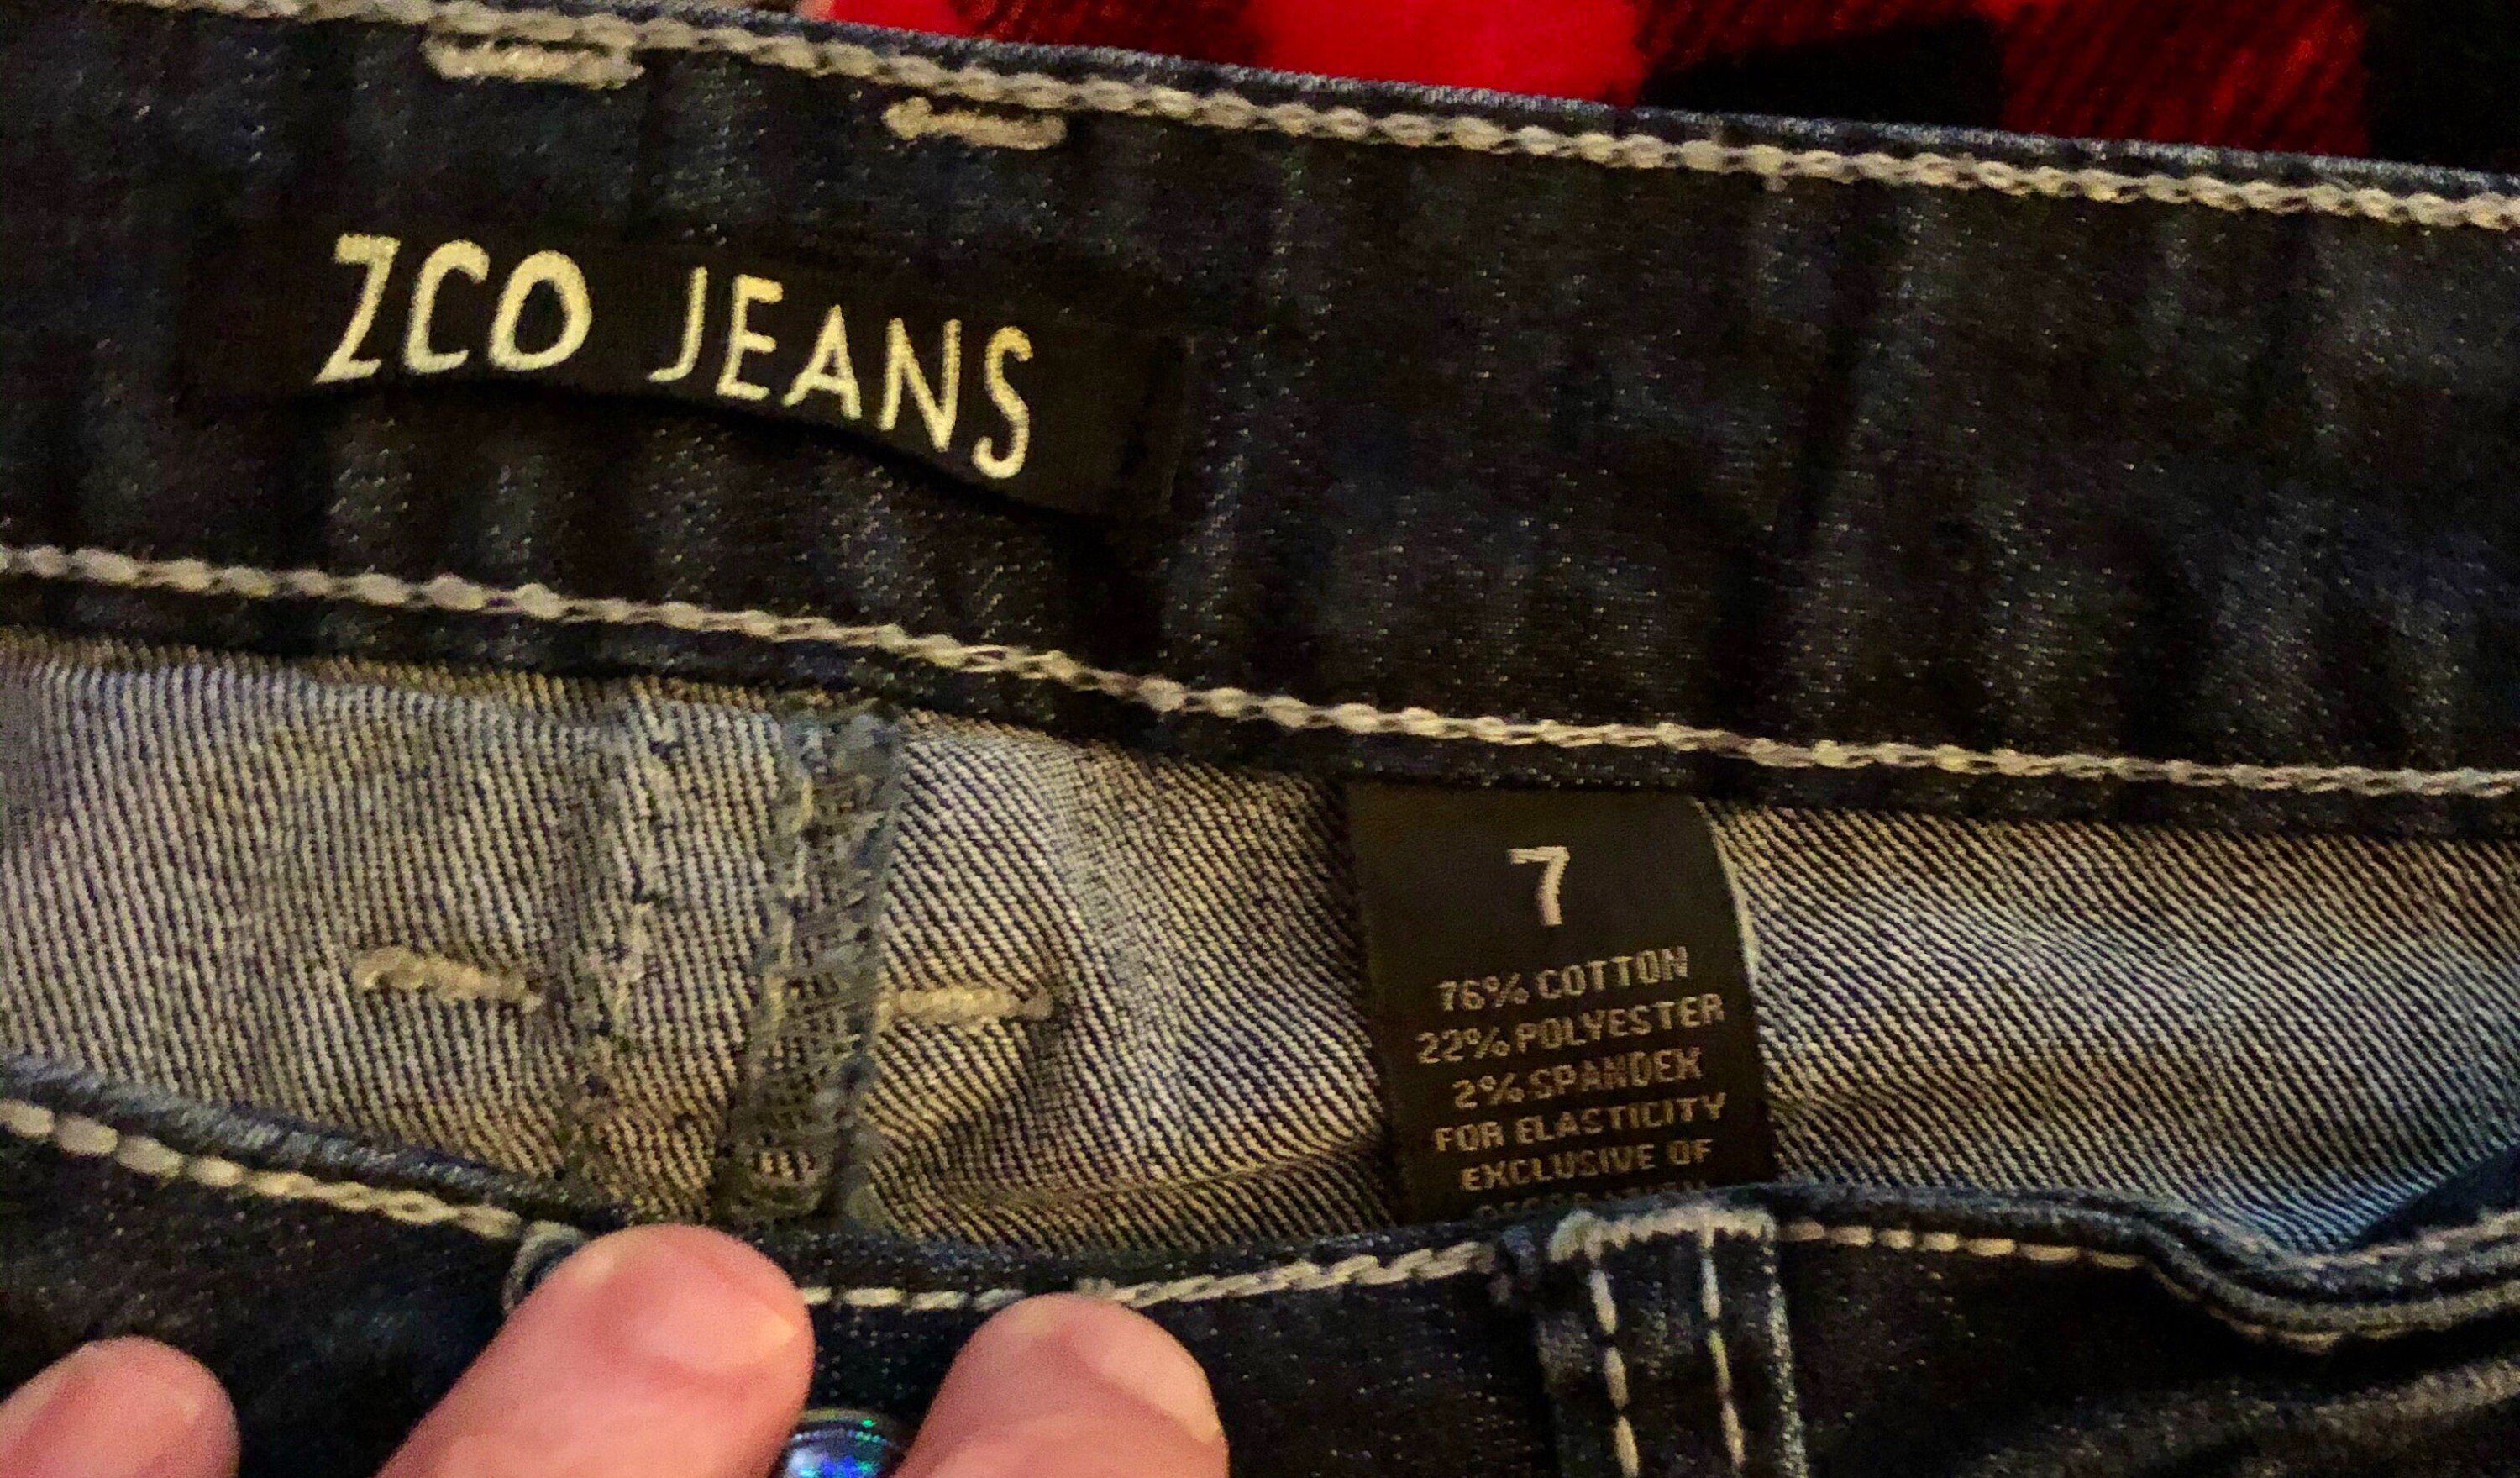 ZCO JEANS
7
76% COTTON
22% POLYESTER
2% SPANDEX
FOR ELASTICITY
EXCLUSIVE OF